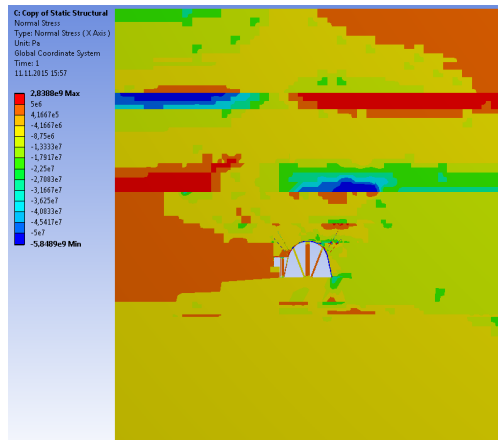 C: Copy of Static Structural
Normal Stress
Type: Normal Stress ( X Axis )
Unit: Pa
Global Coordinate System
Time: 1
11.11.2015 15:57
2,8388e9 Max
5e6
4,1667e5
-4,1667e6
-8,75e6
-1,3333e7
-1,7917e7
-2,25e7
-2,7083e7
-3,1667e7
-3,625e7
-4,0833e7
-4,5417e7
-5e7
-5,8489e9 Min